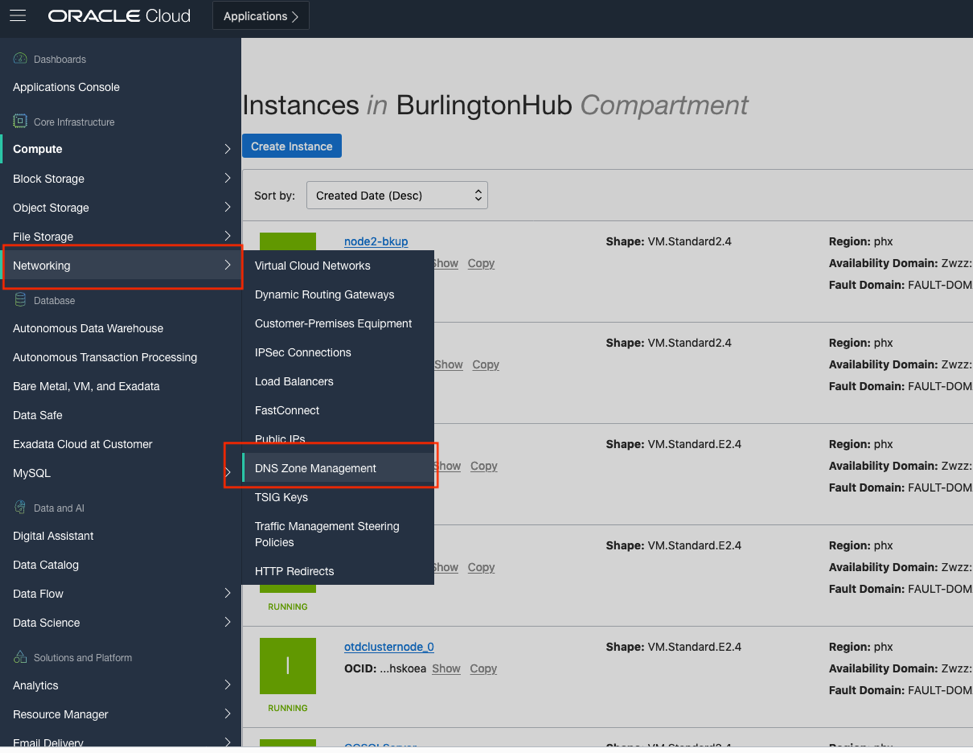 ORACLE Cloud
Applications
Dashboards
Applications Console
Core Infrastructure
Compute
Block Storage
Object Storage
File Storage
Networking
Database
Autonomous Data Warehouse
Autonomous Transaction Processing
Bare Metal, VM, and Exadata
Data Safe
Exadata Cloud at Customer
MySQL
Data and AI
Digital Assistant
Data Catalog
Data Flow
Data Science
Solutions and Platform
Analytics
Resource Manager
Email Delivery
Virtual Cloud Networks
Dynamic Routing Gateways
Customer-Premises Equipment
IPSec Connections
Load Balancers
FastConnect
Public IPs
DNS Zone Management
TSIG Keys
Traffic Management Steering
Policies
HTTP Redirects
Instances in BurlingtonHub Compartment
Create Instance
Sort by: Created Date (Desc)
node2-bkup
Show Copy
Shape: VM.Standard2.4
Region: phx
Availability Domain: Zwzz:
Fault Domain: FAULT-DOM
Show Copy
Shape: VM.Standard2.4
Region: phx
Availability Domain: Zwzz:
Fault Domain: FAULT-DOM
Show Copy
Shape: VM.Standard.E2.4
Region: phx
Availability Domain: Zwzz:
Fault Domain: FAULT-DOM
Show Copy
RUNNING
Shape: VM.Standard.E2.4
Region: phx
Availability Domain: Zwzz:
Fault Domain: FAULT-DOM
I
RUNNING
otdclusternode_0
OCID: ...hskoea Show Copy
Shape: VM.Standard.E2.4
Region: phx
Availability Domain: Zwzz:
Fault Domain: FAULT-DOM